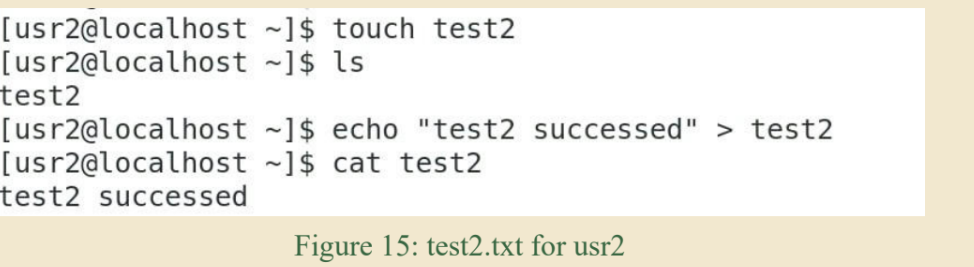 [usr2@localhost ~]$ touch test2
[usr2@localhost ~]$ ls
test2
[usr2@localhost ~]$ echo "test2 successed" > test2
[usr2@localhost ~]$ cat test2
test2 successed
Figure 15: test2.txt for usr2